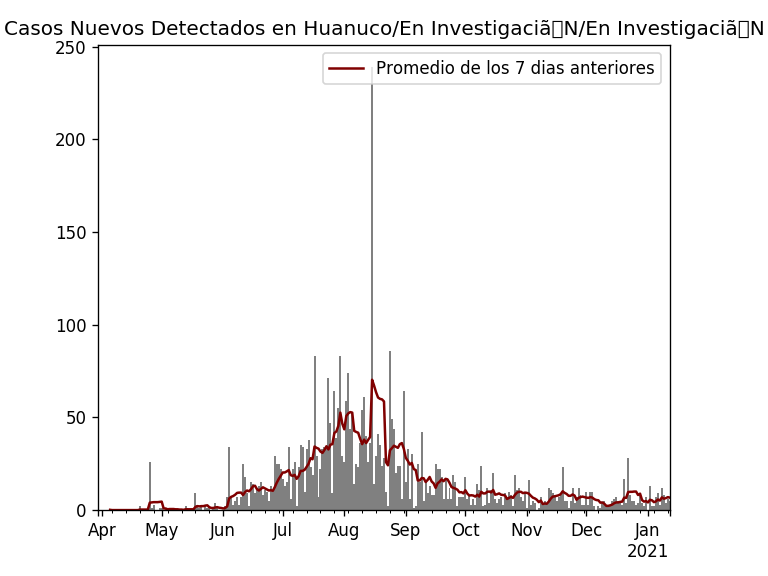 Casos Nuevos Detectados en Huanuco/En Investigaciã▯N/En Investigaciã▯N
250
Promedio de los 7 dias anteriores
200
150
100
50
0
Apr May Jun Jul Aug Sep Oct Nov Dec Jan
2021